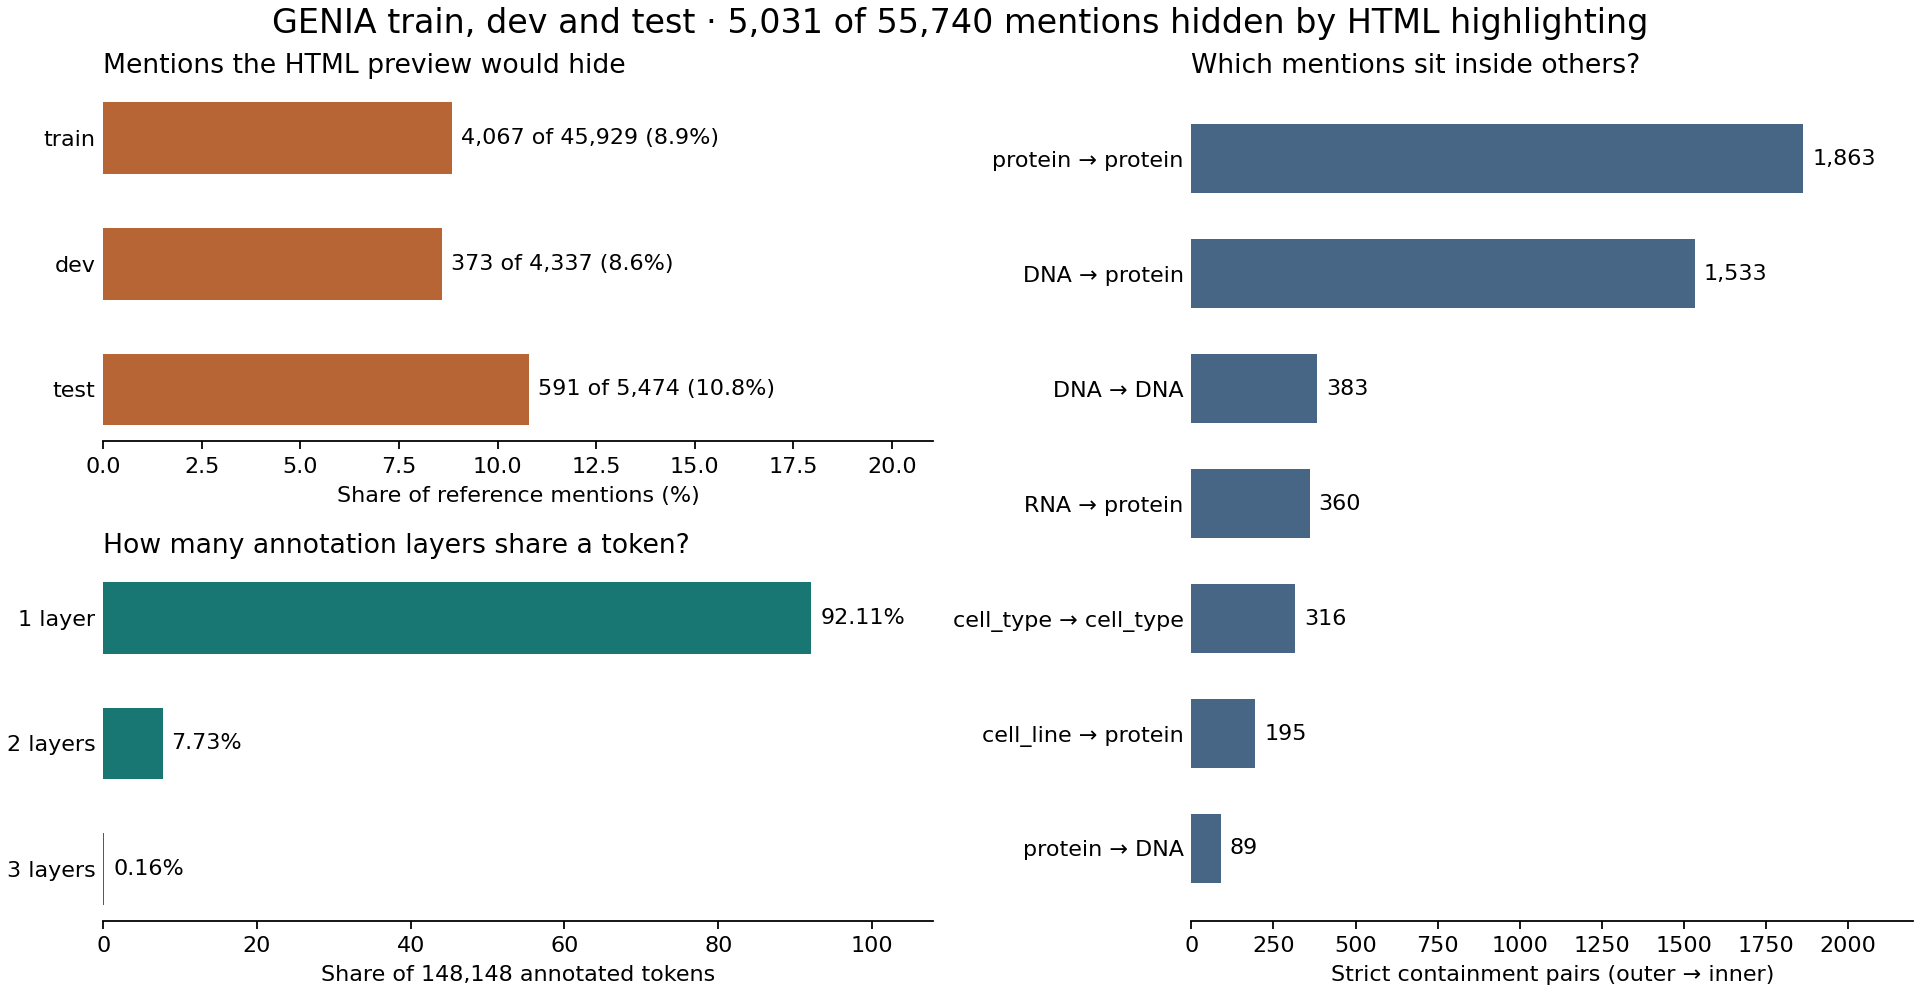 GENIA train, dev and test · 5,031 of 55,740 mentions hidden by HTML highlighting
Mentions the HTML preview would hide
train
4,067 of 45,929 (8.9%)
dev
373 of 4,337 (8.6%)
test
591 of 5,474 (10.8%)
0.0 2.5 5.0 7.5 10.0 12.5 15.0 17.5 20.0
Share of reference mentions (%)
How many annotation layers share a token?
1 layer
92.11%
2 layers
7.73%
3 layers
0.16%
0 20 40 60 80 100
Share of 148,148 annotated tokens
Which mentions sit inside others?
protein → protein
1,863
DNA → protein
1,533
DNA → DNA
383
RNA → protein
360
cell_type → cell_type
316
cell_line → protein
195
protein → DNA
89
0 250 500 750 1000 1250 1500 1750 2000
Strict containment pairs (outer → inner)